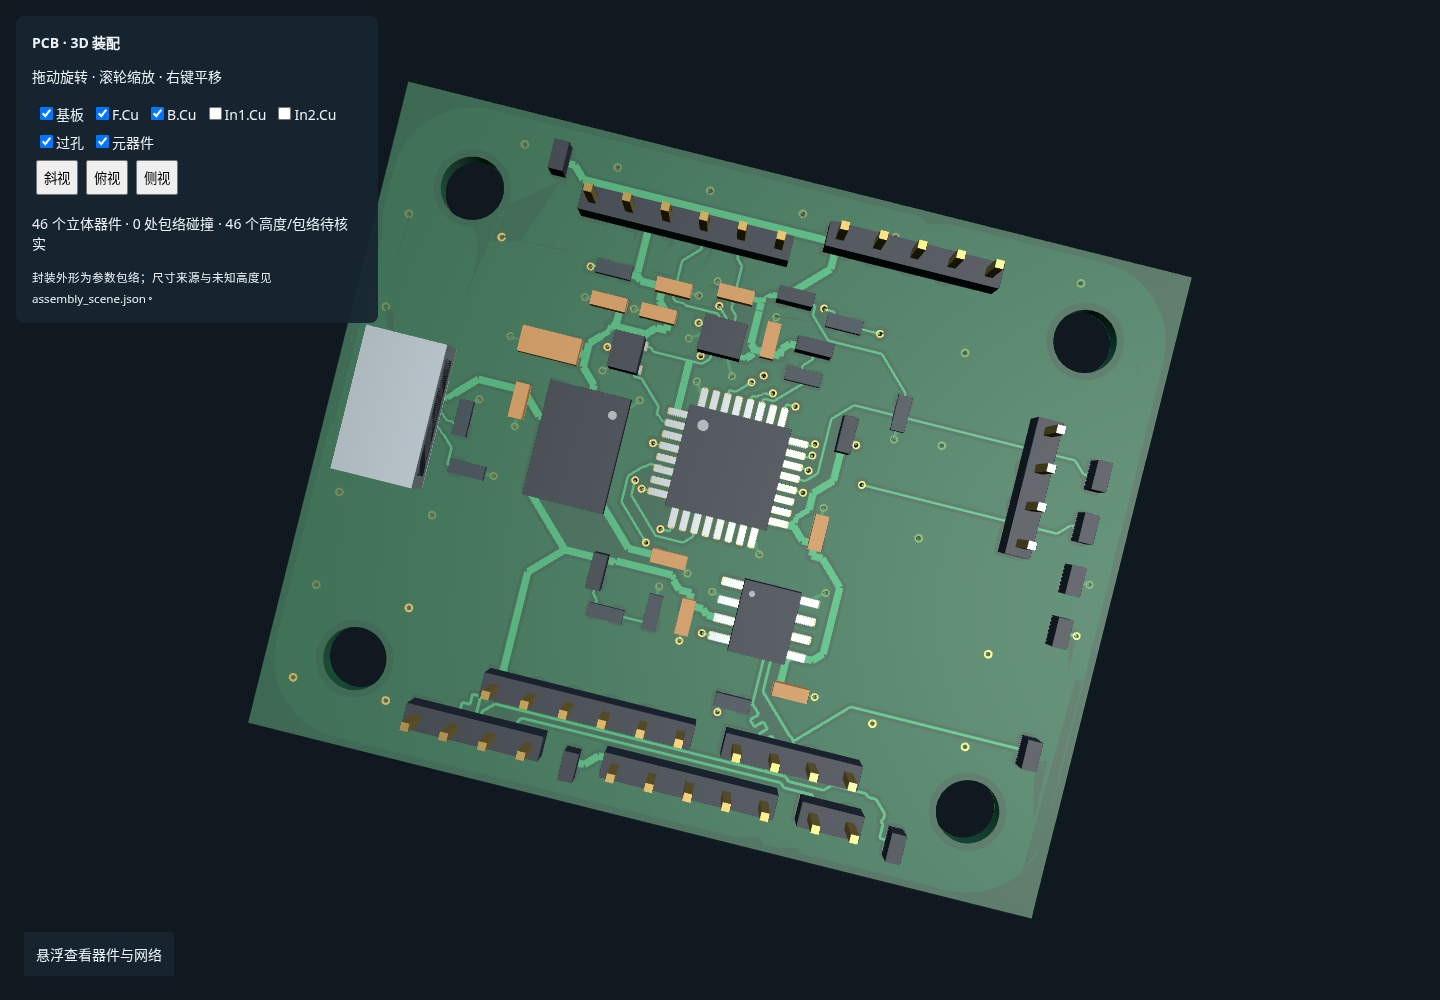 PCB · 3D 装配
拖动旋转 · 滚轮缩放 · 右键平移
基板 F.Cu B.Cu In1.Cu In2.Cu
过孔 元器件
斜视 俯视 侧视
46 个立体器件 · 0 处包络碰撞 · 46 个高度/包络待核
实
封装外形为参数包络；尺寸来源与未知高度见
assembly_scene.json。
悬浮查看器件与网络